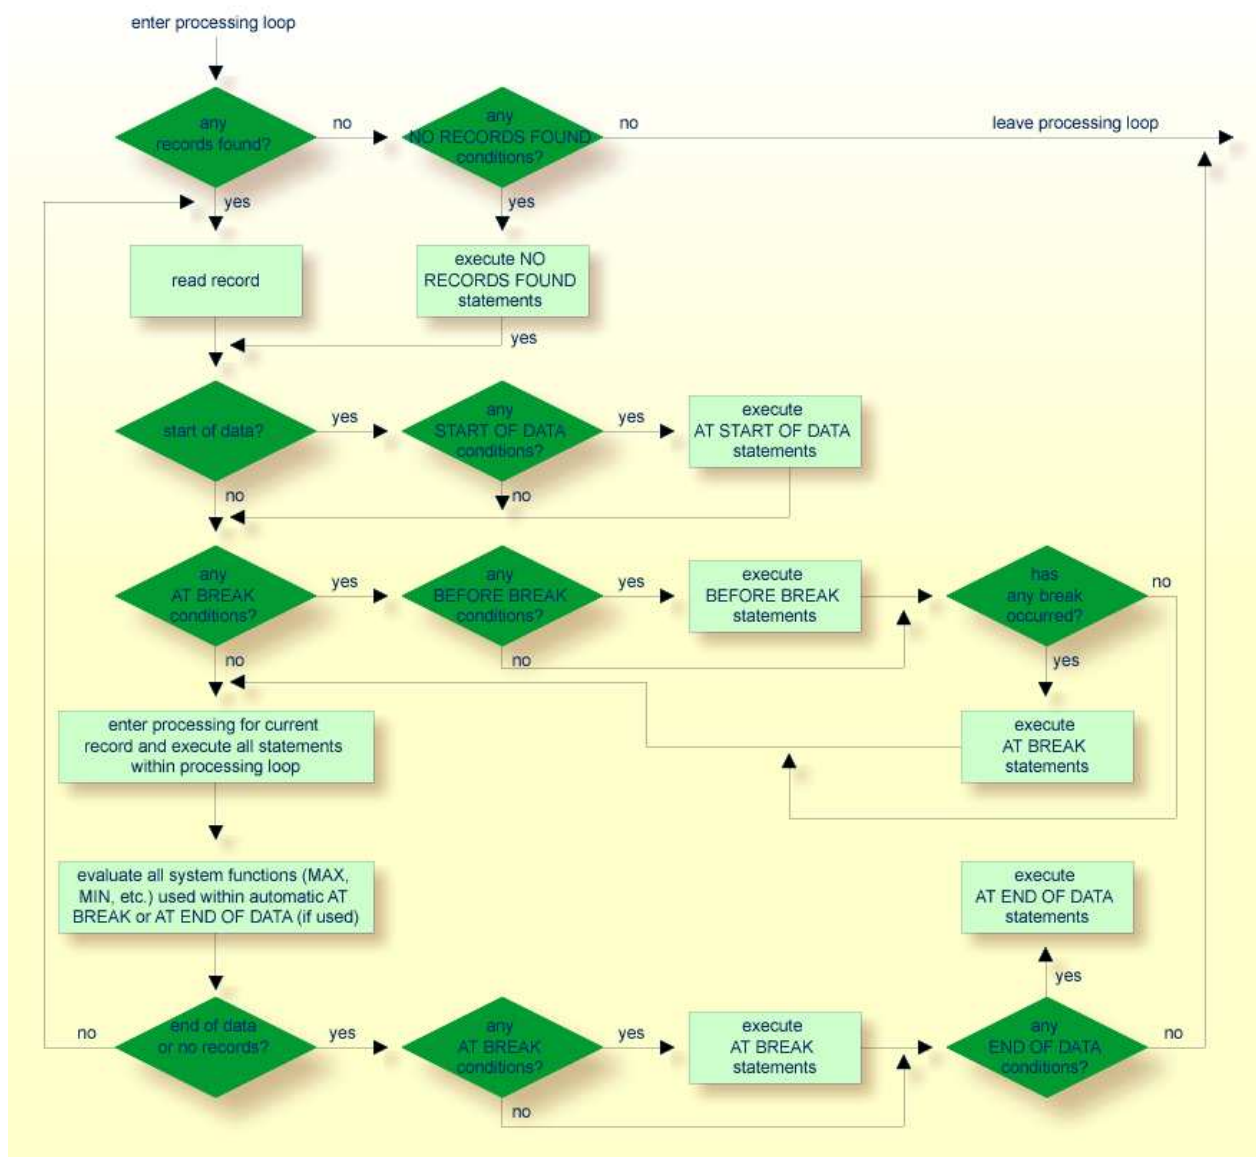 enter processing loop
any
records found?
no
any
NO RECORDS FOUND
conditions?
no
leave processing loop
yes
yes
read record
execute NO
RECORDS FOUND
statements
yes
start of data?
yes
any
START OF DATA
conditions?
yes
execute
AT START OF DATA
statements
no
no
any
AT BREAK
conditions?
yes
any
BEFORE BREAK
conditions?
yes
execute
BEFORE BREAK
statements
has
any break
occurred?
no
no
no
yes
enter processing for current
record and execute all statements
within processing loop
execute
AT BREAK
statements
evaluate all system functions (MAX,
MIN, etc.) used within automatic AT
BREAK or AT END OF DATA (if used)
execute
AT END OF DATA
statements
yes
no
end of data
or no records?
yes
any
AT BREAK
conditions?
yes
execute
AT BREAK
statements
any
END OF DATA
conditions?
no
no